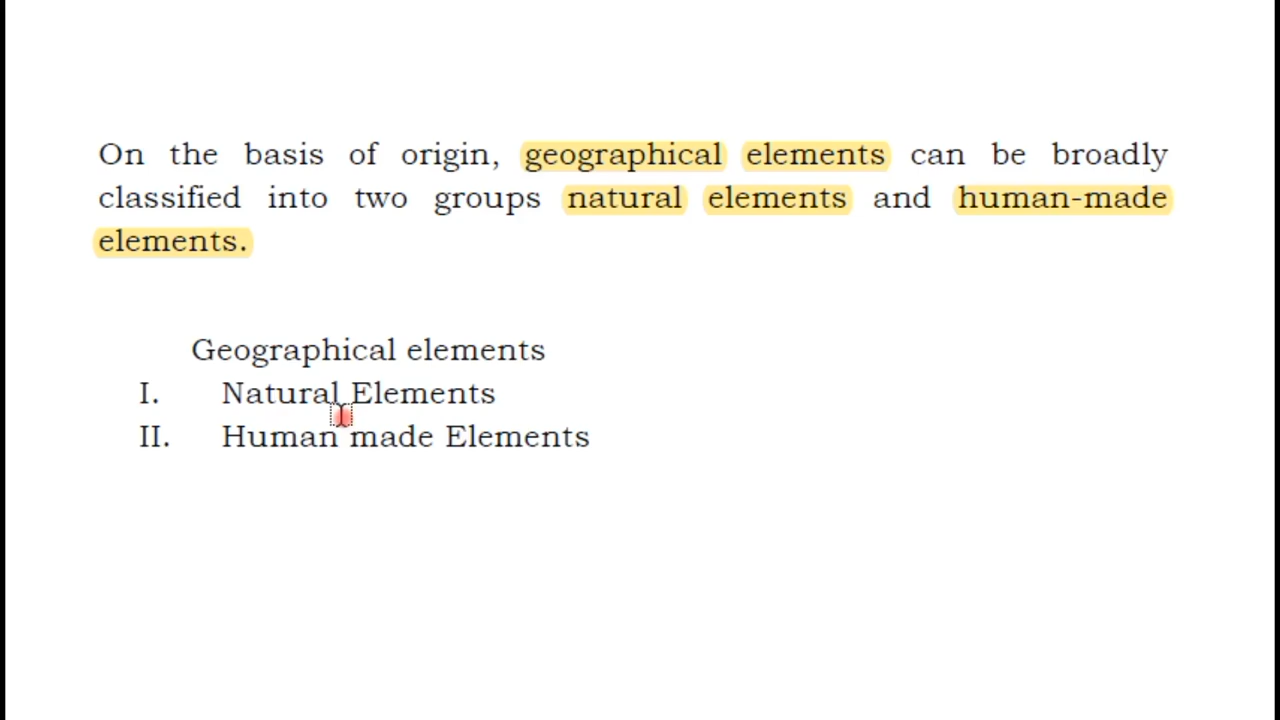 On the basis of origin, geographical elements can be broadly
classified into two groups natural elements and human-made
elements.
Geographical elements
I. Natural Elements
II. Human made Elements